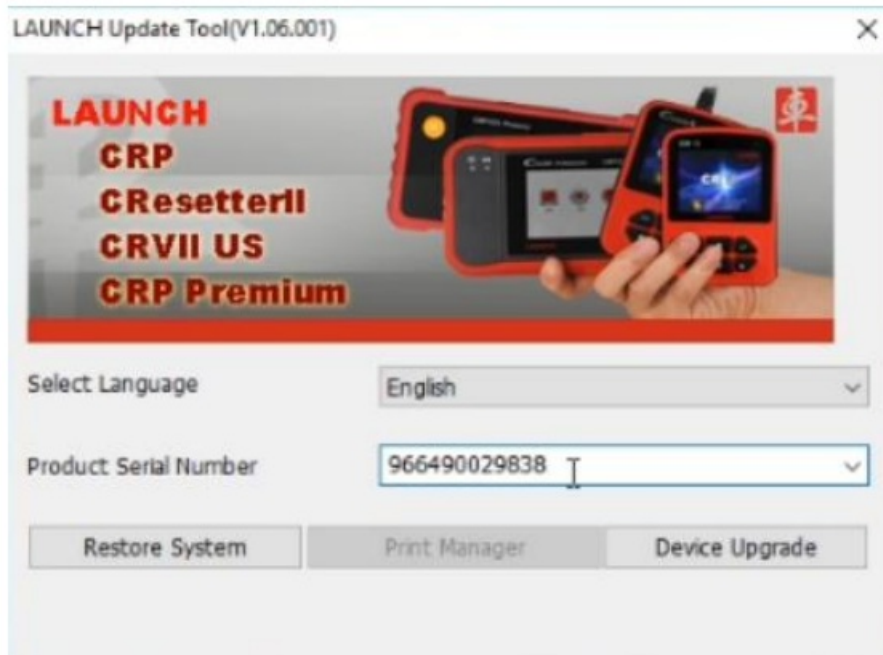 LAUNCH Update Tool(V1.06.001)
LAUNCH
CRP
CResetterII
CRVII US
CRP Premium
Select Language English
Product Serial Number 966490029838
Restore System Print Manager Device Upgrade